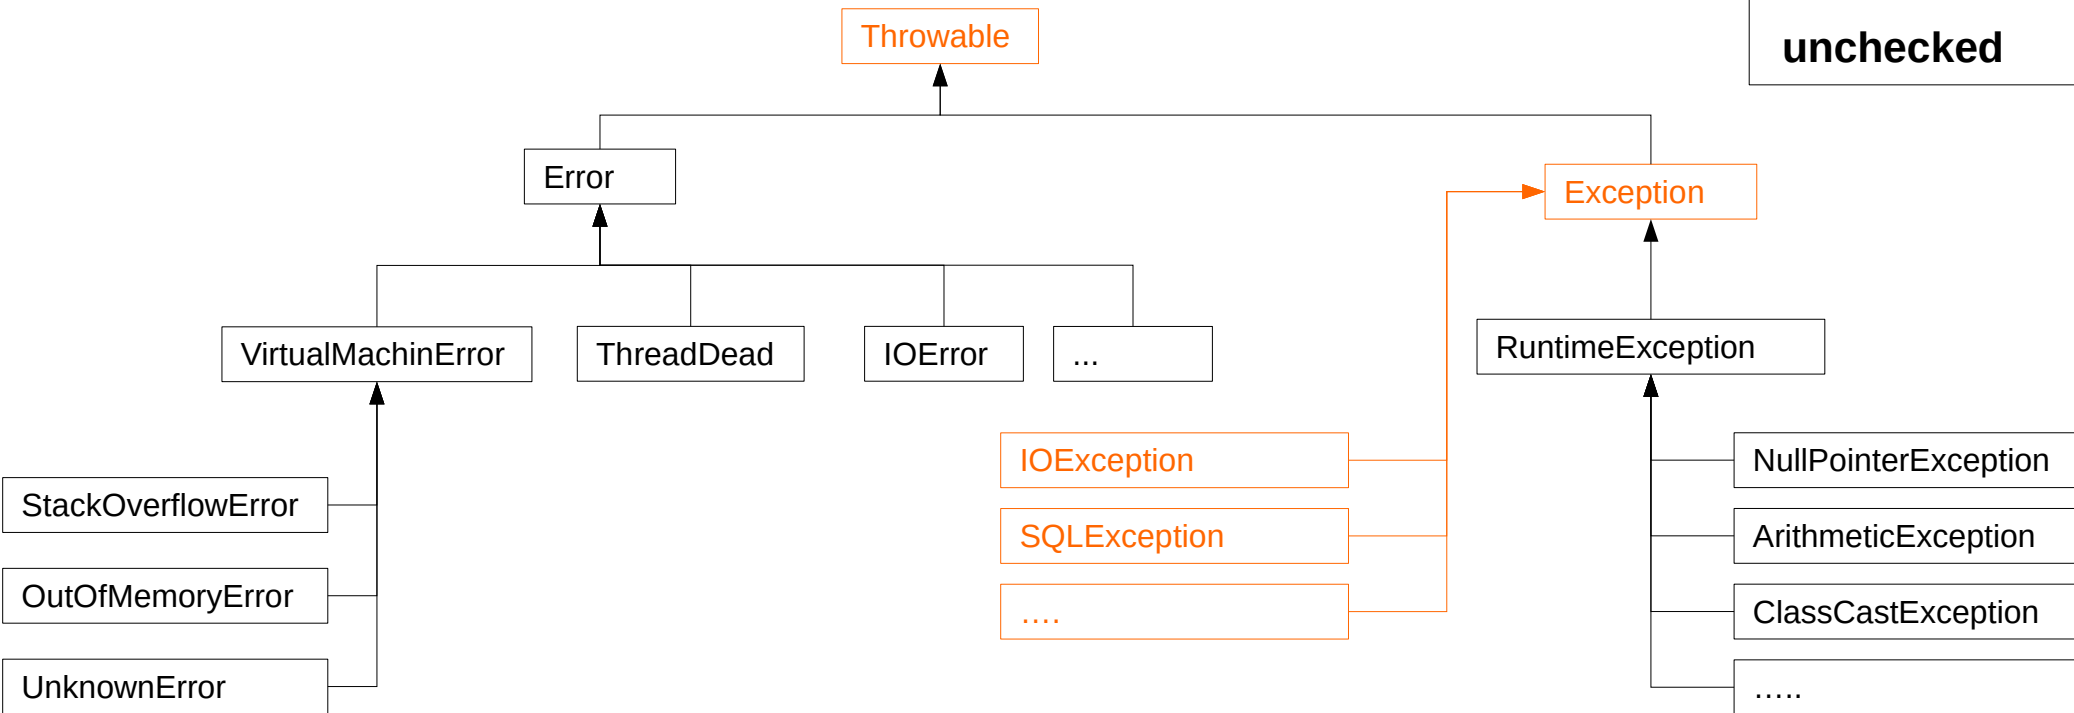 Throwable
unchecked
Error
Exception
VirtualMachinError
ThreadDead
IOError
...
RuntimeException
IOException
NullPointerException
StackOverflowError
SQLException
ArithmeticException
OutOfMemoryError
....
ClassCastException
UnknownError
.....